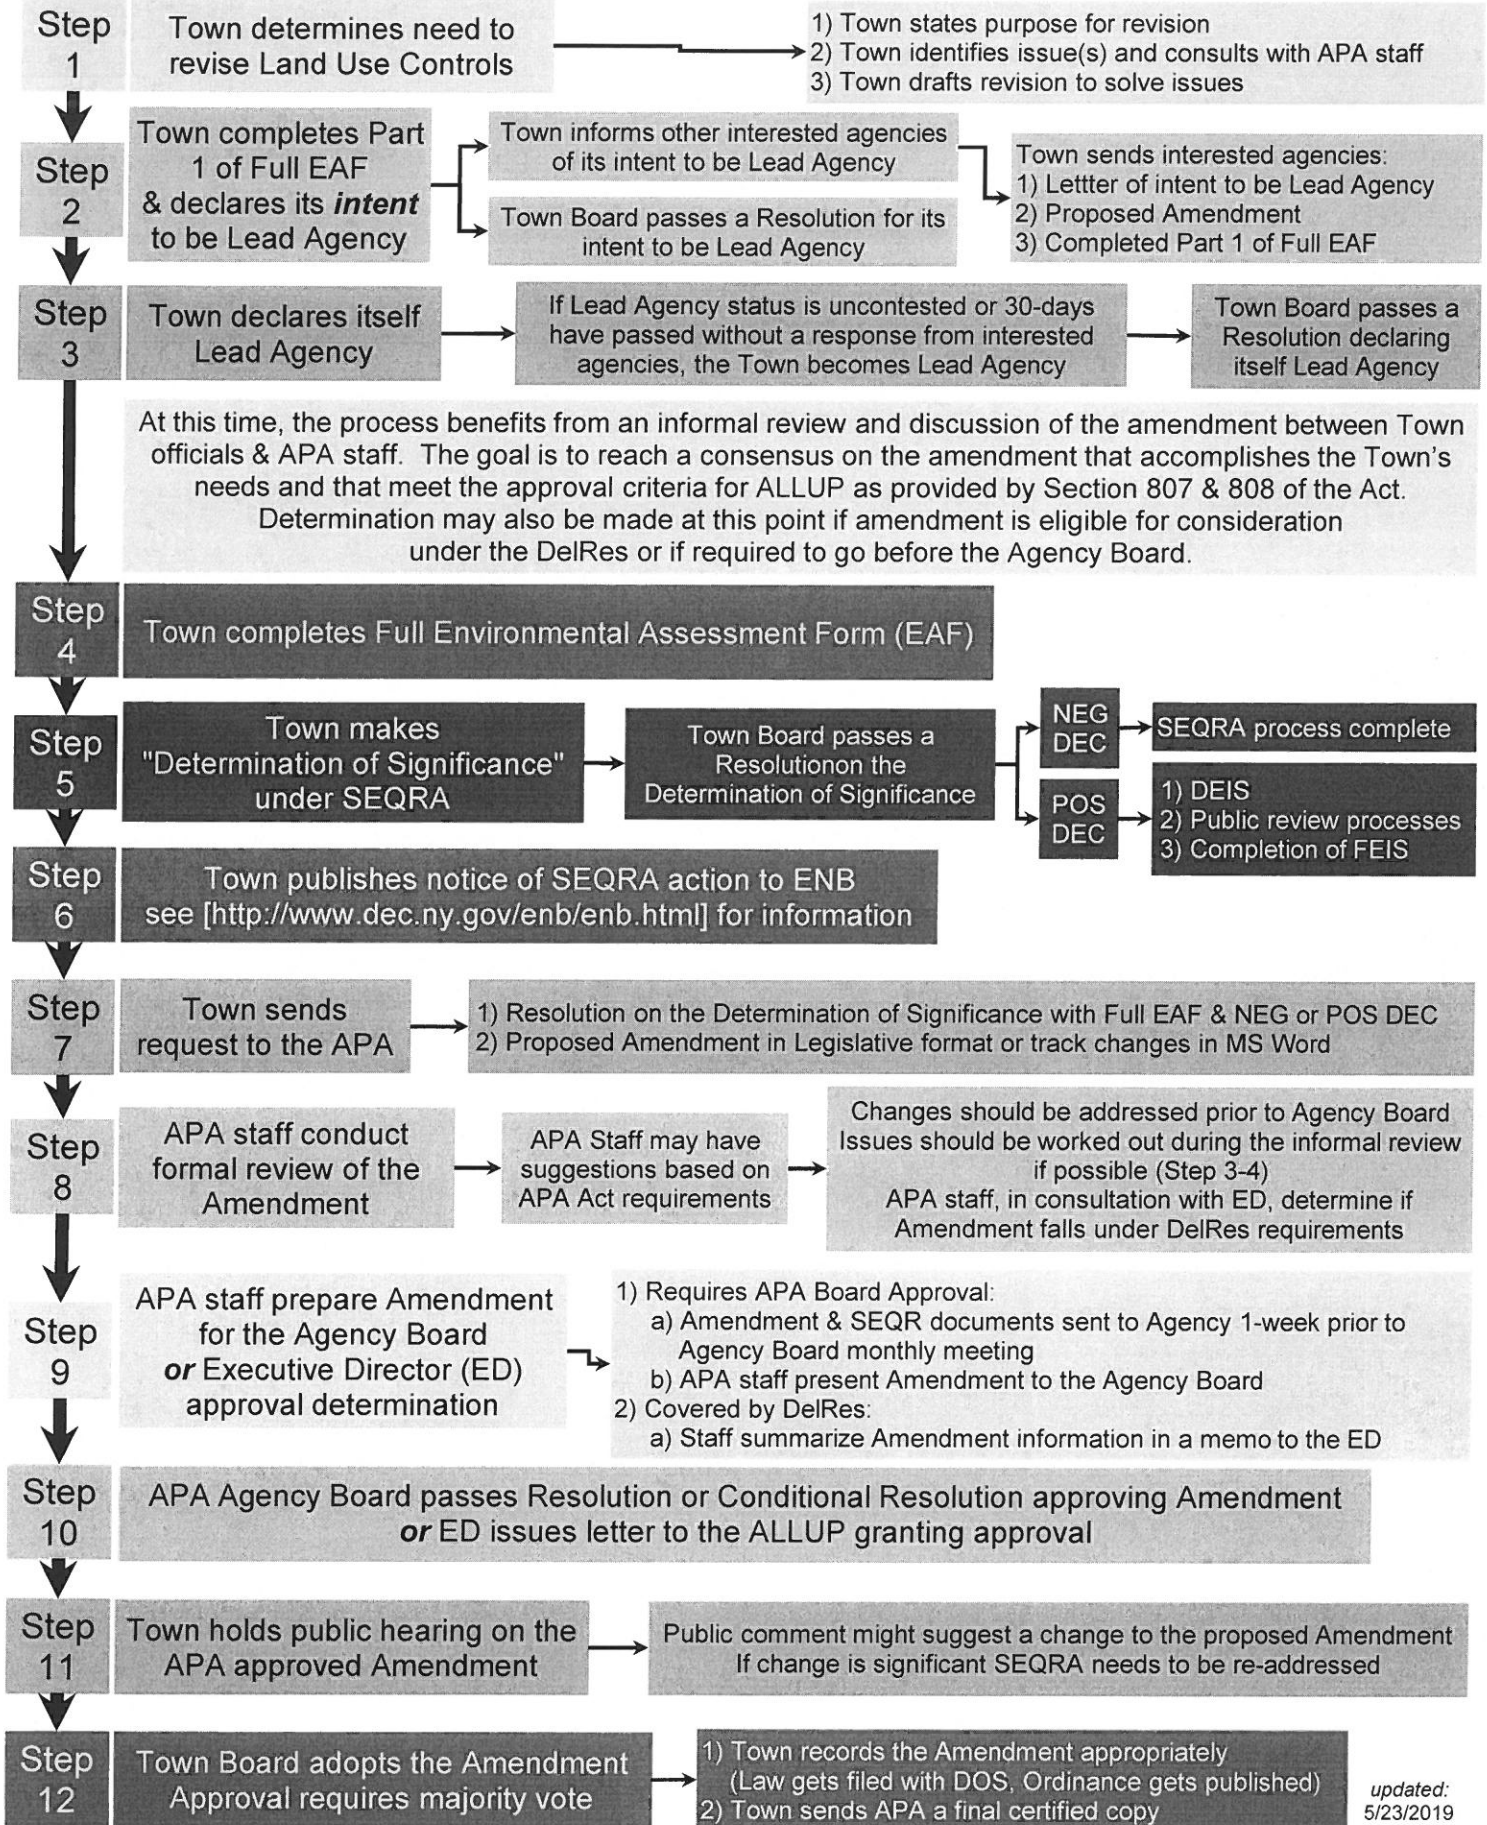 Step
1
Town determines need to
revise Land Use Controls
1) Town states purpose for revision
2) Town identifies issue(s) and consults with APA staff
3) Town drafts revision to solve issues
Step
2
Town completes Part
1 of Full EAF
& declares its intent
to be Lead Agency
Town informs other interested agencies
of its intent to be Lead Agency
Town Board passes a Resolution for its
intent to be Lead Agency
Town sends interested agencies:
1) Lettter of intent to be Lead Agency
2) Proposed Amendment
3) Completed Part 1 of Full EAF
Step
3
Town declares itself
Lead Agency
If Lead Agency status is uncontested or 30-days
have passed without a response from interested
agencies, the Town becomes Lead Agency
Town Board passes a
Resolution declaring
itself Lead Agency
At this time, the process benefits from an informal review and discussion of the amendment between Town
officials & APA staff. The goal is to reach a consensus on the amendment that accomplishes the Town's
needs and that meet the approval criteria for ALLUP as provided by Section 807 & 808 of the Act.
Determination may also be made at this point if amendment is eligible for consideration
under the DelRes or if required to go before the Agency Board.
Step
4
Town completes Full Environmental Assessment Form (EAF)
Step
5
Town makes
"Determination of Significance"
under SEQRA
Town Board passes a
Resolutionon the
Determination of Significance
NEG
DEC
SEQRA process complete
POS
DEC
1) DEIS
2) Public review processes
3) Completion of FEIS
Step
6
Town publishes notice of SEQRA action to ENB
see [http://www.dec.ny.gov/enb/enb.html] for information
Step
7
Town sends
request to the APA
1) Resolution on the Determination of Significance with Full EAF & NEG or POS DEC
2) Proposed Amendment in Legislative format or track changes in MS Word
Step
8
APA staff conduct
formal review of the
Amendment
APA Staff may have
suggestions based on
APA Act requirements
Changes should be addressed prior to Agency Board
Issues should be worked out during the informal review
if possible (Step 3-4)
APA staff, in consultation with ED, determine if
Amendment falls under DelRes requirements
Step
9
APA staff prepare Amendment
for the Agency Board
or Executive Director (ED)
approval determination
1) Requires APA Board Approval:
a) Amendment & SEQR documents sent to Agency 1-week prior to
Agency Board monthly meeting
b) APA staff present Amendment to the Agency Board
2) Covered by DelRes:
a) Staff summarize Amendment information in a memo to the ED
Step
10
APA Agency Board passes Resolution or Conditional Resolution approving Amendment
or ED issues letter to the ALLUP granting approval
Step
11
Town holds public hearing on the
APA approved Amendment
Public comment might suggest a change to the proposed Amendment
If change is significant SEQRA needs to be re-addressed
Step
12
Town Board adopts the Amendment
Approval requires majority vote
1) Town records the Amendment appropriately
(Law gets filed with DOS, Ordinance gets published)
2) Town sends APA a final certified copy
updated:
5/23/2019